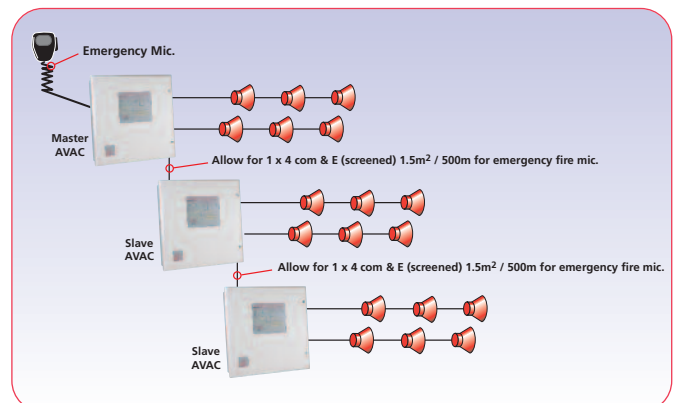 Emergency Mic.
Master
AVAC
Allow for 1 x 4 com & E (screened) 1.5m² / 500m for emergency fire mic.
Slave
AVAC
Allow for 1 x 4 com & E (screened) 1.5m² / 500m for emergency fire mic.
Slave
AVAC